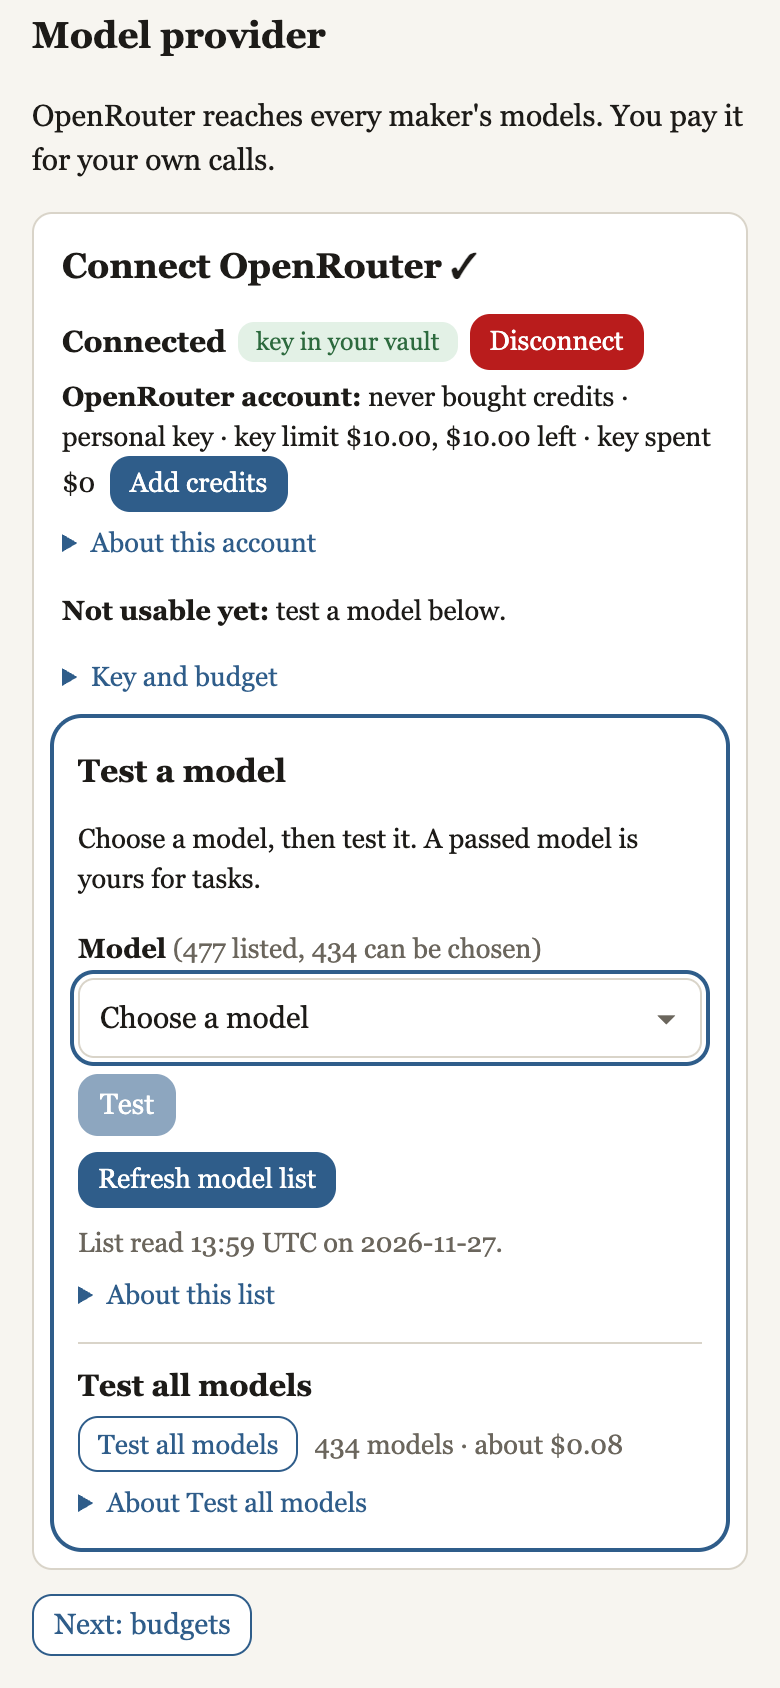 Model provider
OpenRouter reaches every maker's models. You pay it
for your own calls.
Connect OpenRouter ✓
Connected key in your vault Disconnect
OpenRouter account: never bought credits ·
personal key · key limit $10.00, $10.00 left · key spent
$0 Add credits
▶ About this account
Not usable yet: test a model below.
▶ Key and budget
Test a model
Choose a model, then test it. A passed model is
yours for tasks.
Model (477 listed, 434 can be chosen)
Choose a model
Test
Refresh model list
List read 13:59 UTC on 2026-11-27.
▶ About this list
Test all models
Test all models 434 models · about $0.08
▶ About Test all models
Next: budgets